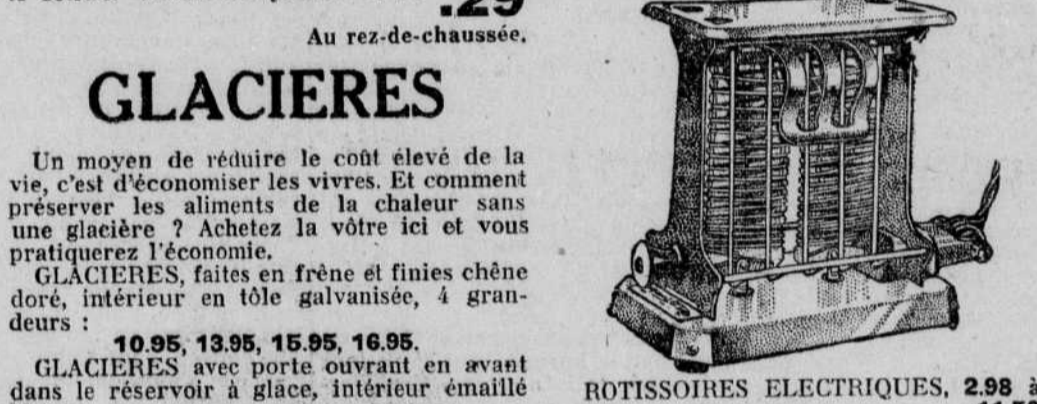 .29
Au rez-de-chaussée.
GLACIERES
Un moyen de réduire le coût élevé de la
vie, c'est d'économiser les vivres. Et comment
préserver les aliments de la chaleur sans
une glacière ? Achetez la vôtre ici et vous
pratiquerez l'économie.
GLACIERES, faites en frêne et finies chêne
doré, intérieur en tôle galvanisée, 4 gran-
deurs :
10.95, 13.95, 15.95, 16.95.
GLACIERES avec porte ouvrant en avant
dans le réservoir à glace, intérieur émaillé
ROTISSOIRES ELECTRIQUES, 2.98 à